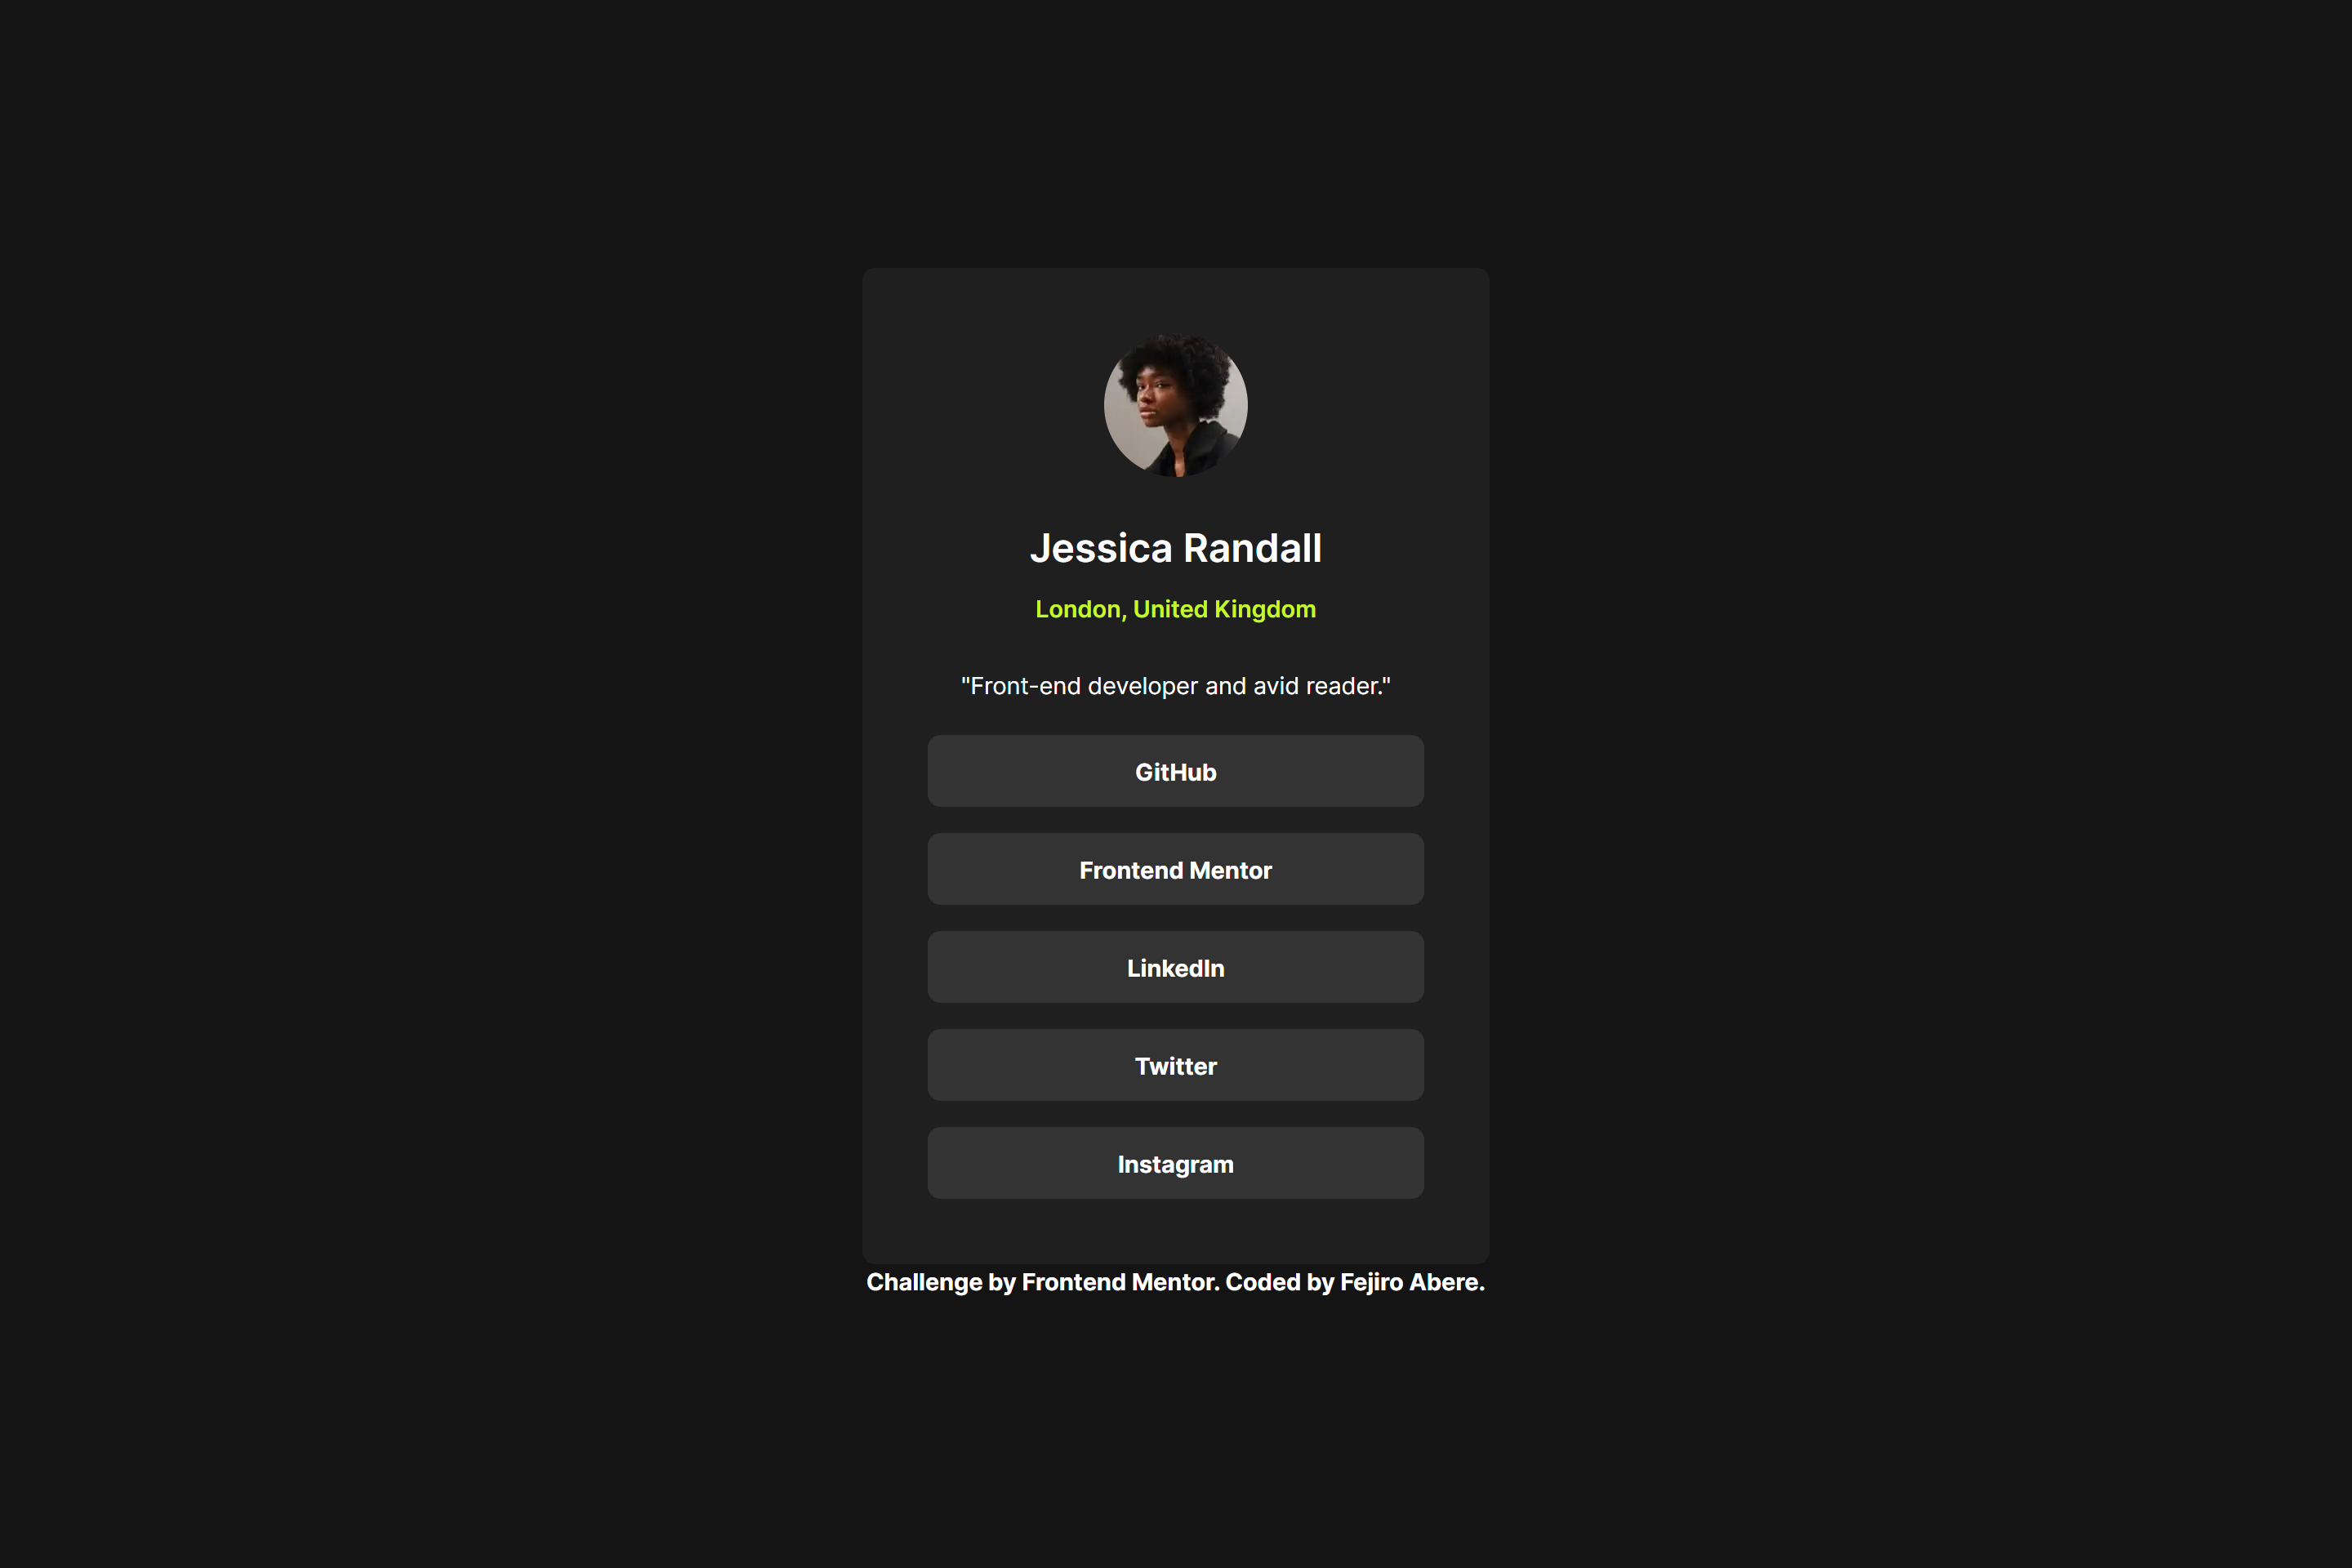 Jessica Randall
London, United Kingdom
"Front-end developer and avid reader."
GitHub
Frontend Mentor
LinkedIn
Twitter
Instagram
Challenge by Frontend Mentor. Coded by Fejiro Abere.